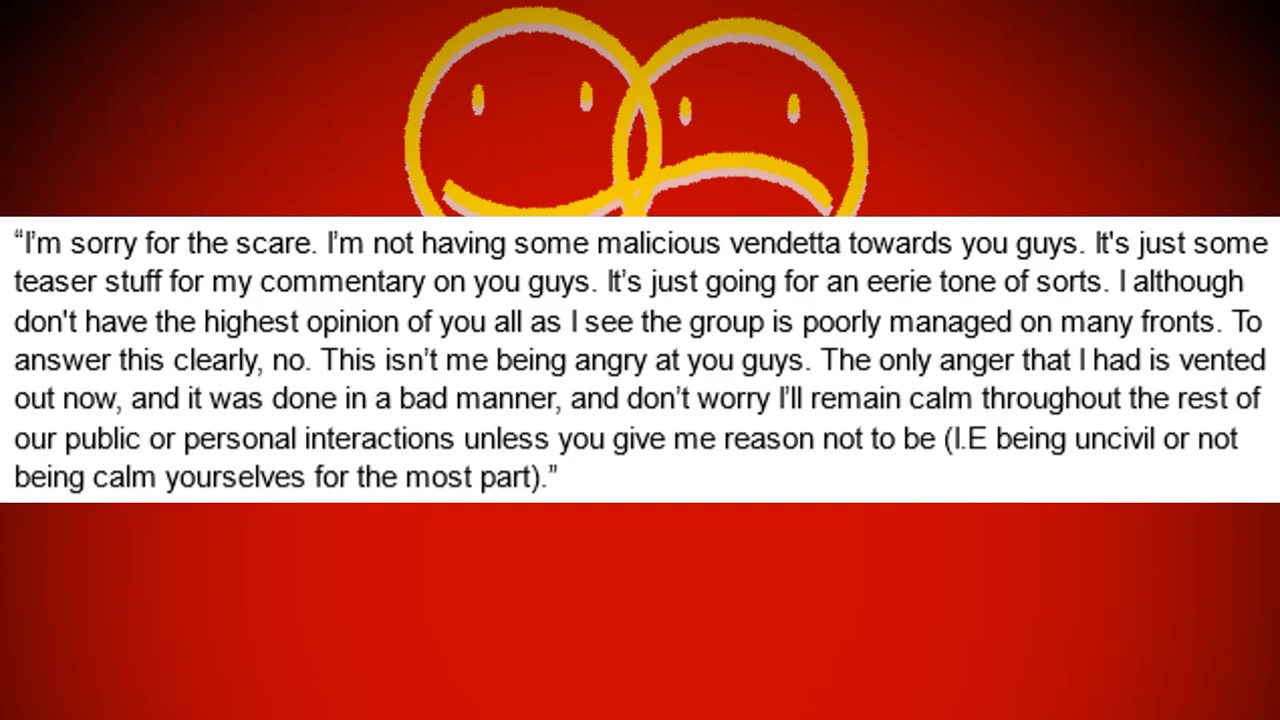 “I’m sorry for the scare. I’m not having some malicious vendetta towards you guys. It's just some
teaser stuff for my commentary on you guys. It’s just going for an eerie tone of sorts. I although
don't have the highest opinion of you all as I see the group is poorly managed on many fronts. To
answer this clearly, no. This isn’t me being angry at you guys. The only anger that I had is vented
out now, and it was done in a bad manner, and don’t worry I’ll remain calm throughout the rest of
our public or personal interactions unless you give me reason not to be (I.E being uncivil or not
being calm yourselves for the most part).”